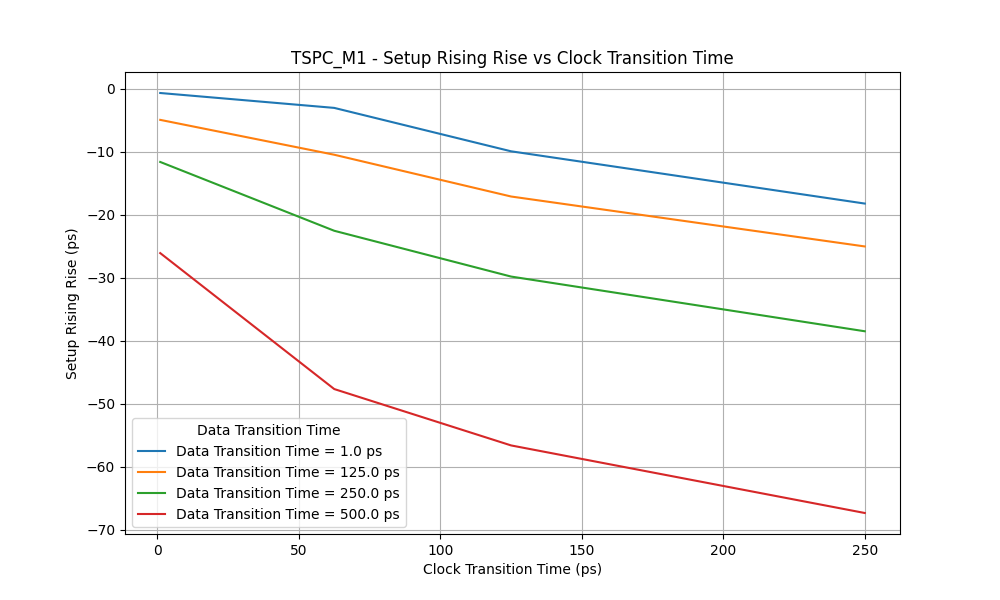 TSPC_M1 - Setup Rising Rise vs Clock Transition Time
Setup Rising Rise (ps)
0
−10
−20
−30
−40
−50
−60
−70
Data Transition Time
Data Transition Time = 1.0 ps
Data Transition Time = 125.0 ps
Data Transition Time = 250.0 ps
Data Transition Time = 500.0 ps
0
50
100
150
200
250
Clock Transition Time (ps)